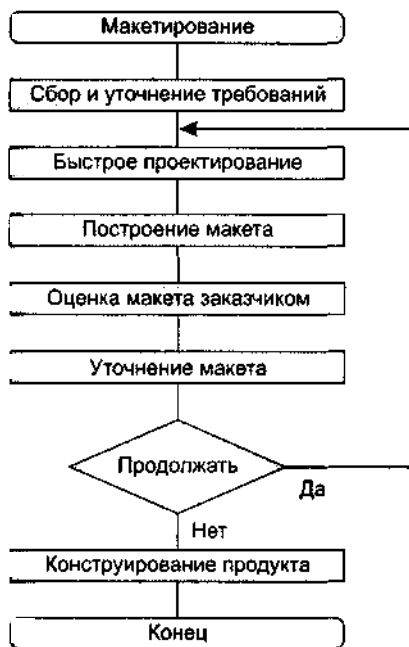 Макетирование
Сбор и уточнение требований
Быстрое проектирование
Построение макета
Оценка макета заказчиком
Уточнение макета
Продолжать
Да
Нет
Конструирование продукта
Конец